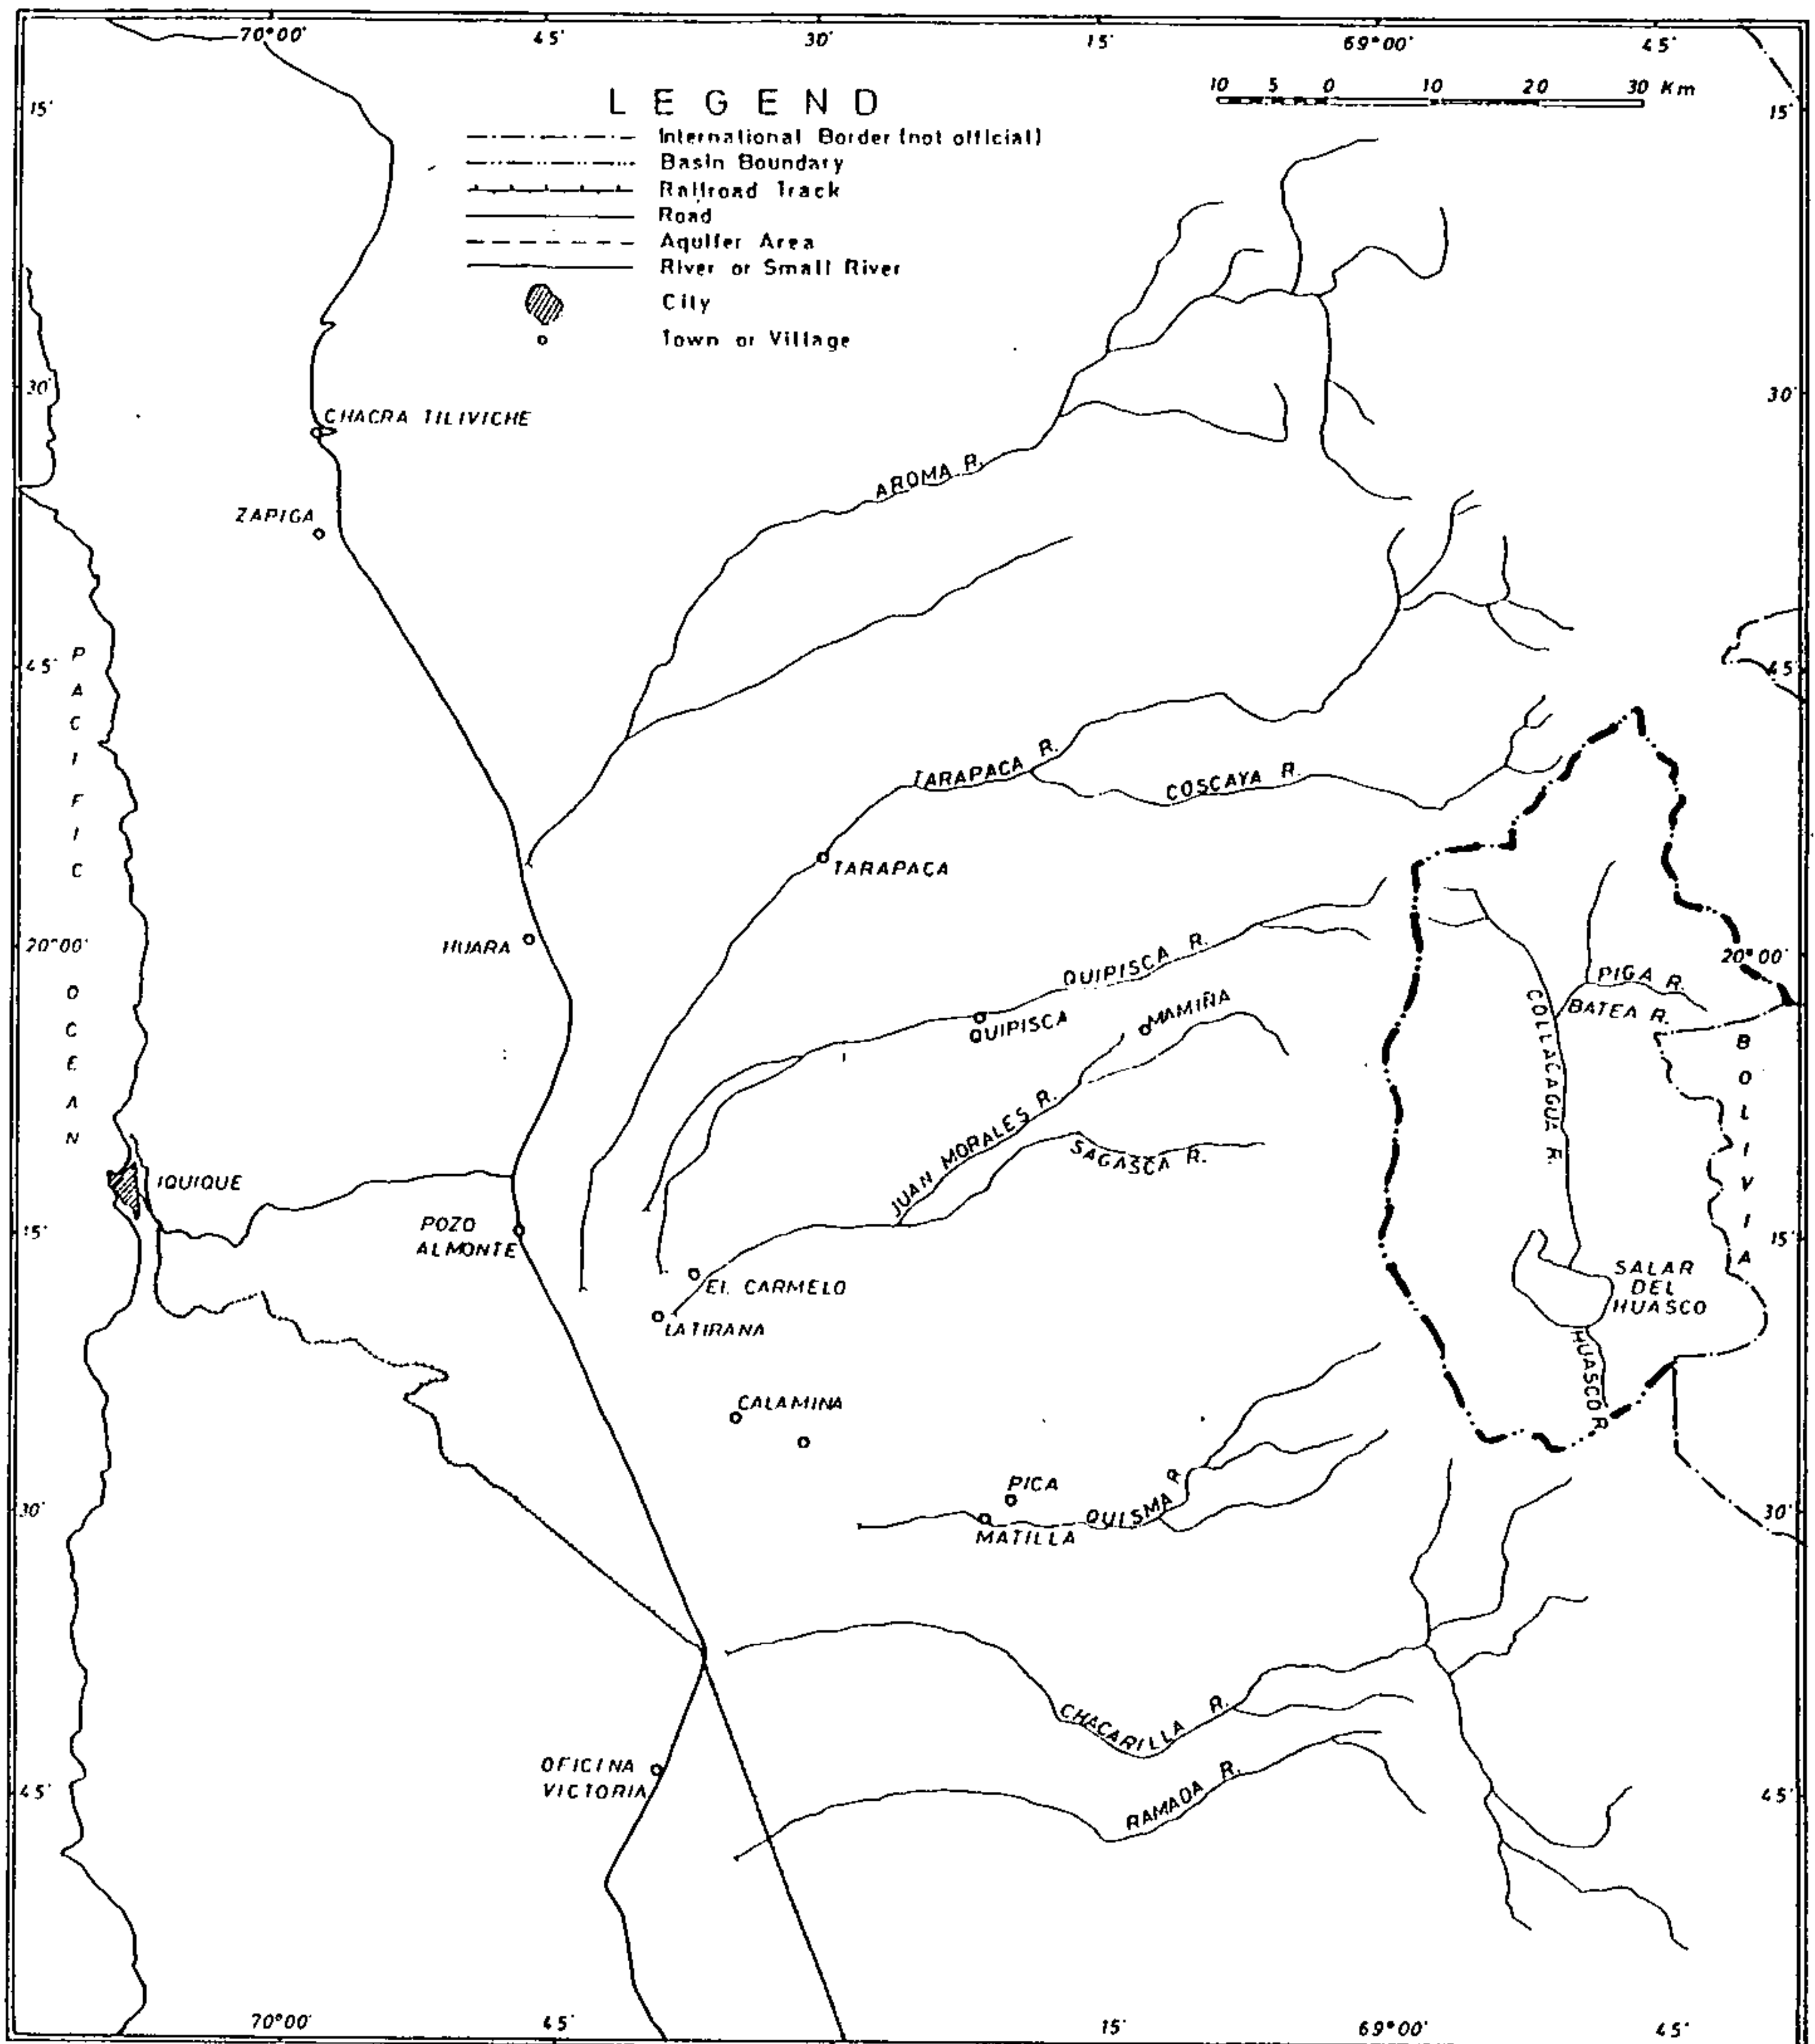 70°00' 45' 30' 15' 69°00' 45'
LEGEND
10 5 0 10 20 30 Km
15' 15'
International Border (not official)
Basin Boundary
Railroad Track
Road
Aquifer Area
River or Small River
City
Town or Village
30' 30'
CHACRA TILIVICHE
AROMA R.
ZAPIGA
45' 45'
PACIFIC OCEAN
TARAPACA R.
COSCAYA R.
TARAPACA
HUARA
20°00' 20°00'
QUIPISCA R.
PIGA R.
BATEA R.
COLLACAGUA R.
QUIPISCA
MAMIÑA
BOLIVIA
JUAN MORALES R.
SAGASCA R.
IQUIQUE
POZO
ALMONTE
15' 15'
EL CARMELO
LATIRANA
SALAR
DEL
HUASCO
HUASCO R
CALAMINA
PICA
QUISMA R
MATILLA
30' 30'
CHACARILLA R.
OFICINA
VICTORIA
RAMADA R.
45' 45'
70°00' 45' 15' 69°00' 45'